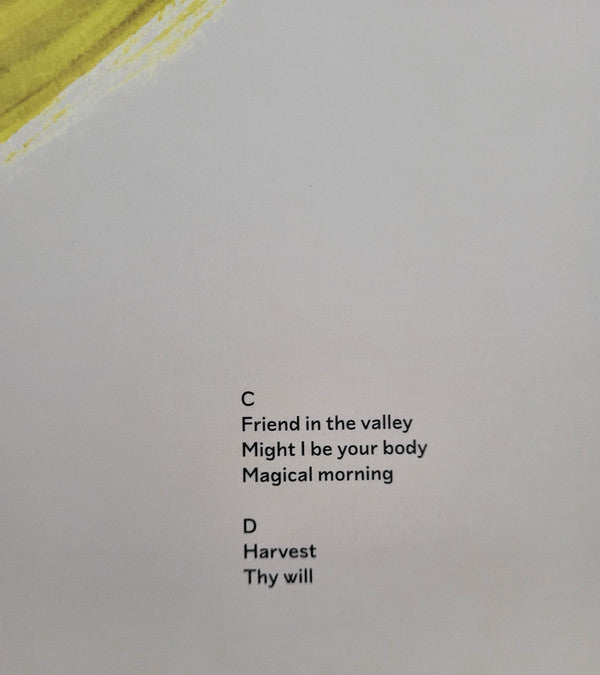 C
Friend in the valley
Might I be your body
Magical morning
D
Harvest
Thy will